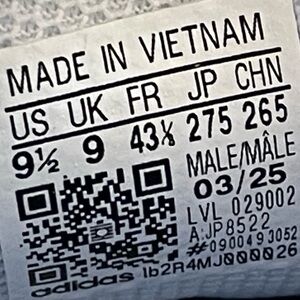 MADE IN VIETNAM
US UK FR JP CHN
9½ 9 43⅓ 275 265
MALE/MÂLE
03/25
LVL 029002
A:JP8522
#0900493052
adidas lb2R4MJ000026